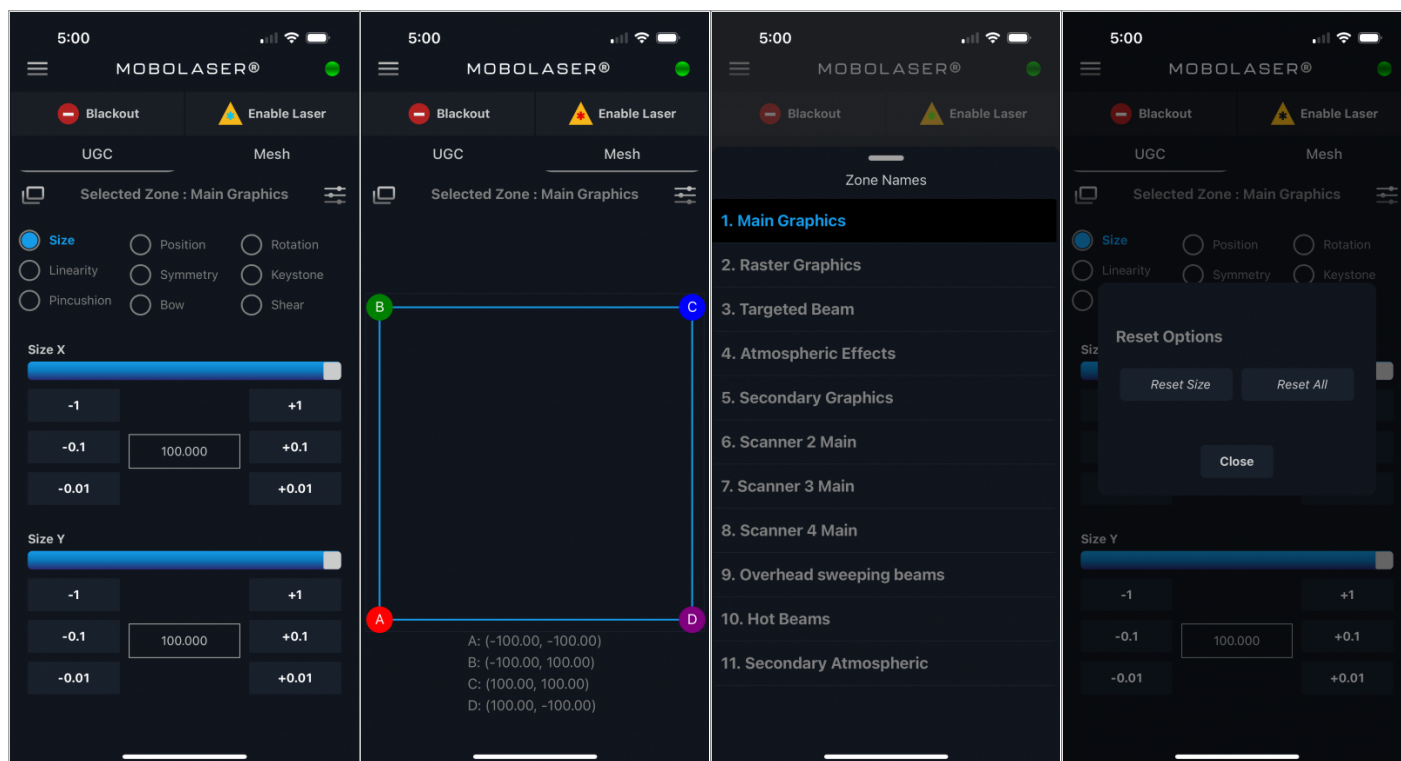 5:00
MOBOLASER®
Blackout
Enable Laser
UGC
Mesh
Selected Zone : Main Graphics
Size
Position
Rotation
Linearity
Symmetry
Keystone
Pincushion
Bow
Shear
Size X
-1
+1
-0.1
100.000
+0.1
-0.01
+0.01
Size Y
-1
+1
-0.1
100.000
+0.1
-0.01
+0.01
5:00
MOBOLASER®
Blackout
Enable Laser
UGC
Mesh
Selected Zone : Main Graphics
B
C
A
D
A: (-100.00, -100.00)
B: (-100.00, 100.00)
C: (100.00, 100.00)
D: (100.00, -100.00)
5:00
MOBOLASER®
Blackout
Enable Laser
Zone Names
1. Main Graphics
2. Raster Graphics
3. Targeted Beam
4. Atmospheric Effects
5. Secondary Graphics
6. Scanner 2 Main
7. Scanner 3 Main
8. Scanner 4 Main
9. Overhead sweeping beams
10. Hot Beams
11. Secondary Atmospheric
5:00
MOBOLASER®
Blackout
Enable Laser
UGC
Mesh
Selected Zone : Main Graphics
Size
Position
Rotation
Linearity
Symmetry
Keystone
Reset Options
Siz
Reset Size
Reset All
Close
Size Y
-1
+1
-0.1
100.000
+0.1
-0.01
+0.01